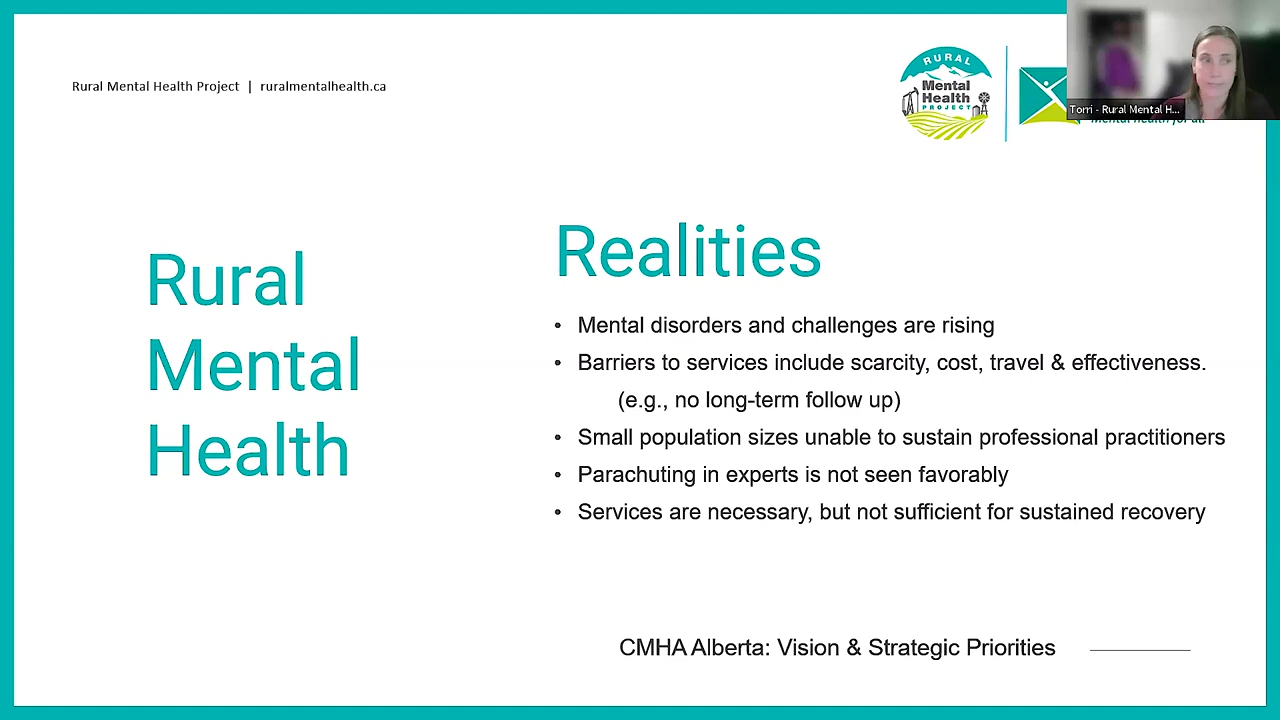 Rural Mental Health Project | ruralmentalhealth.ca
RURAL
Mental
Health
PROJECT
Torri - Rural Mental H...
Rural
Mental
Health
Realities
• Mental disorders and challenges are rising
• Barriers to services include scarcity, cost, travel & effectiveness.
(e.g., no long-term follow up)
• Small population sizes unable to sustain professional practitioners
• Parachuting in experts is not seen favorably
• Services are necessary, but not sufficient for sustained recovery
CMHA Alberta: Vision & Strategic Priorities